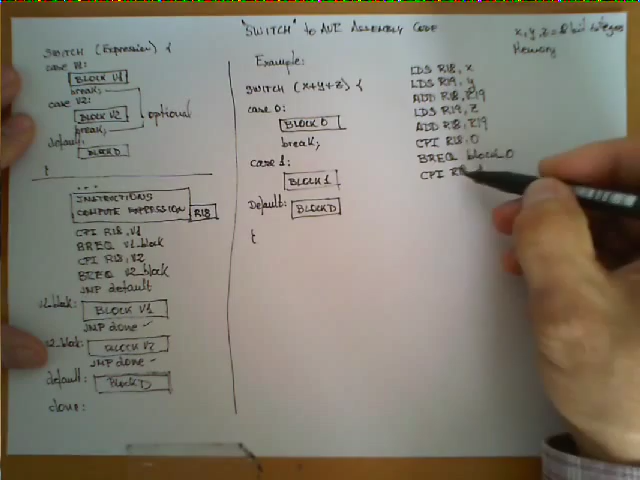 "SWITCH" to AVR ASSEMBLY CODE
SWITCH (Expression) {
case V1:
BLOCK V1
break;
case V2:
BLOCK V2
break;
optional
default:
BLOCK D
}
...
INSTRUCTIONS
COMPUTE EXPRESSION R18
CPI R18, V1
BREQ V1_block
CPI R18, V2
BREQ V2_block
JMP default
V1_block: BLOCK V1
JMP done
V2_block: BLOCK V2
JMP done
default: BLOCK D
done:
Example:
SWITCH (x+y+z) {
case 0:
BLOCK 0
break;
case 1:
BLOCK 1
Default: BLOCK D
}
x, y, z =
Memory
LDS R18, x
LDS R19, y
ADD R18, R19
LDS R19, z
ADD R18, R19
CPI R18, 0
BREQ block_0
CPI